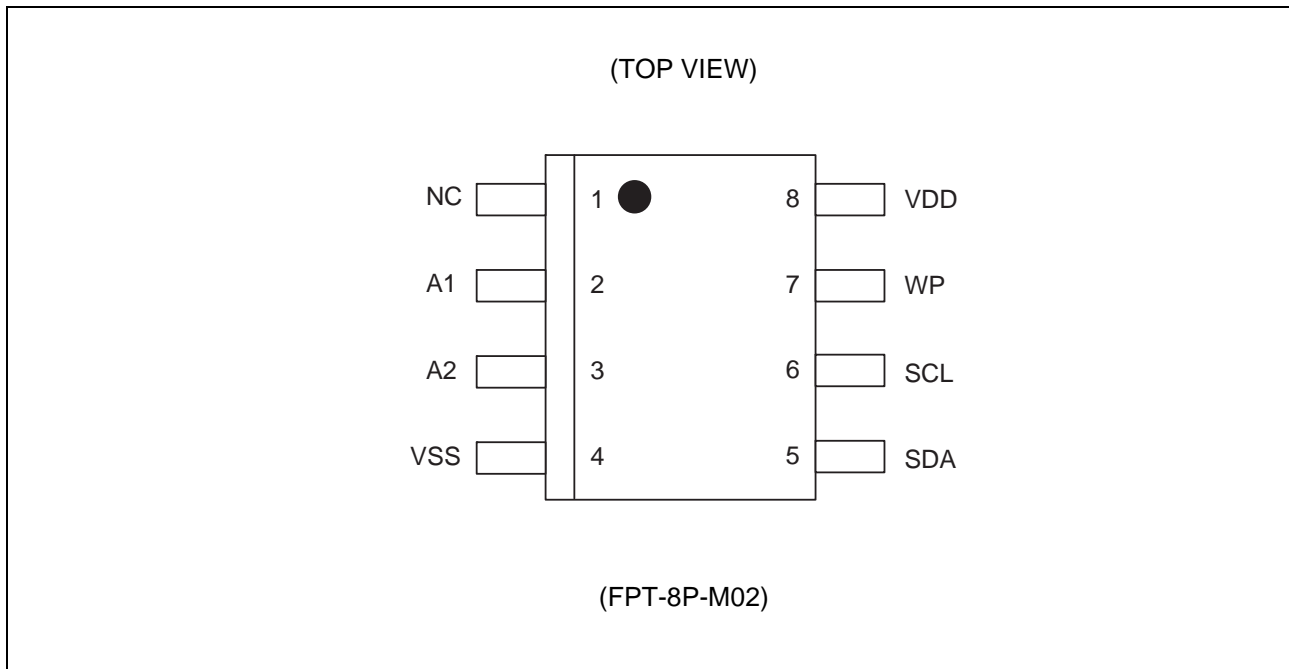 (TOP VIEW)
NC 1 8 VDD
A1 2 7 WP
A2 3 6 SCL
VSS 4 5 SDA
(FPT-8P-M02)